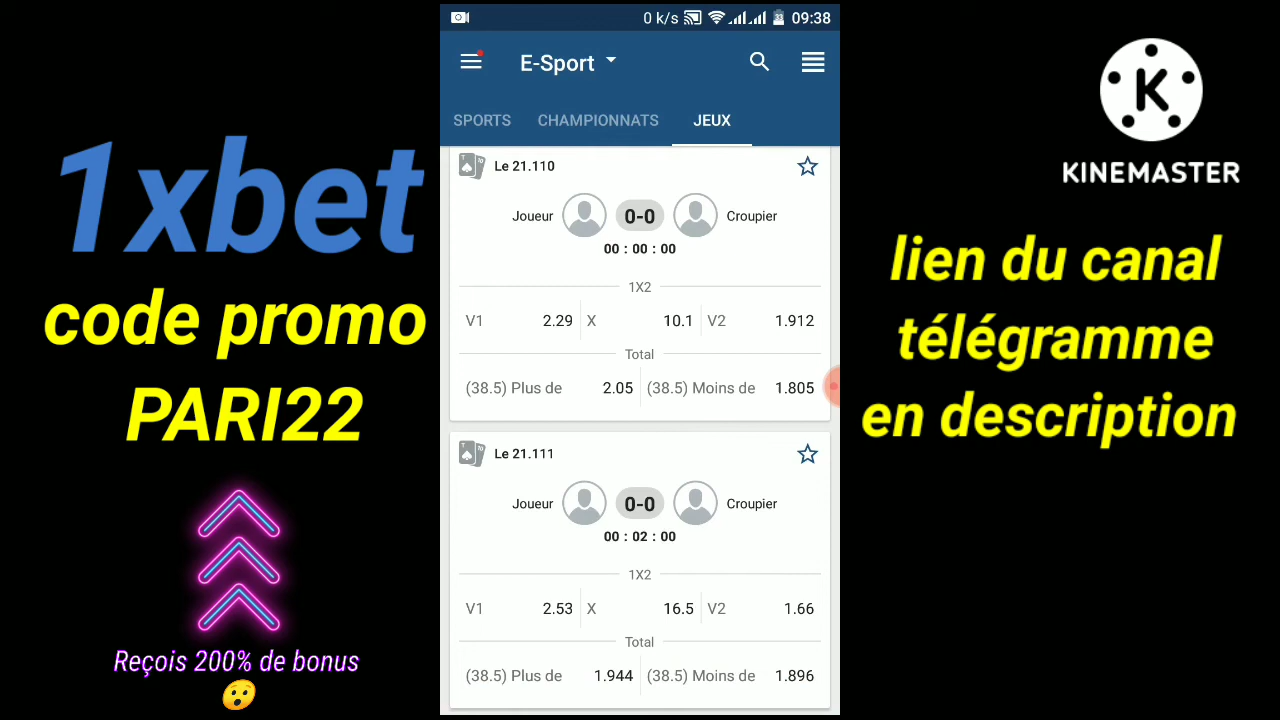 1xbet
code promo
PARI22
Reçois 200% de bonus
😯
0 k/s 33 09:38
E-Sport
SPORTS CHAMPIONNATS JEUX
Le 21.110
Joueur 0-0 Croupier
00 : 00 : 00
1X2
V1 2.29 X 10.1 V2 1.912
Total
(38.5) Plus de 2.05 (38.5) Moins de 1.805
Le 21.111
Joueur 0-0 Croupier
00 : 02 : 00
1X2
V1 2.53 X 16.5 V2 1.66
Total
(38.5) Plus de 1.944 (38.5) Moins de 1.896
K
KINEMASTER
lien du canal
télégramme
en description